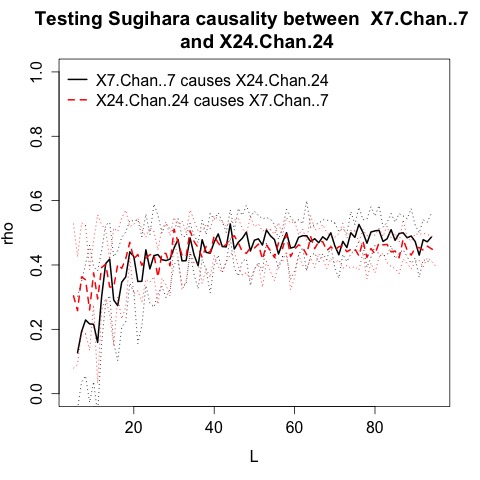 Testing Sugihara causality between  X7.Chan..7
and X24.Chan.24
X7.Chan..7 causes X24.Chan.24
X24.Chan.24 causes X7.Chan..7
rho
1.0
0.8
0.6
0.4
0.2
0.0
20 40 60 80
L